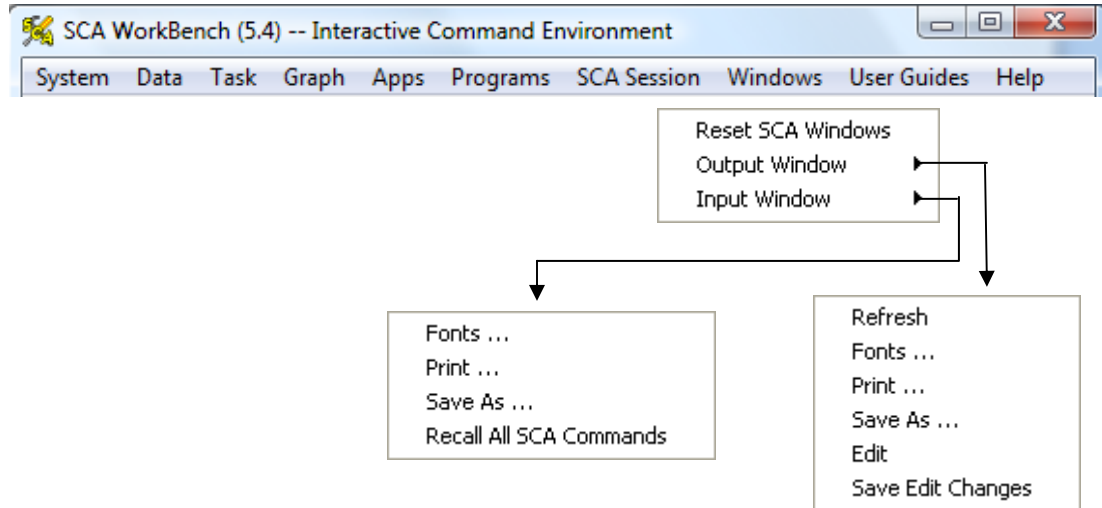 SCA WorkBench (5.4) -- Interactive Command Environment
System Data Task Graph Apps Programs SCA Session Windows User Guides Help
Reset SCA Windows
Output Window
Input Window
Fonts ...
Print ...
Save As ...
Recall All SCA Commands
Refresh
Fonts ...
Print ...
Save As ...
Edit
Save Edit Changes